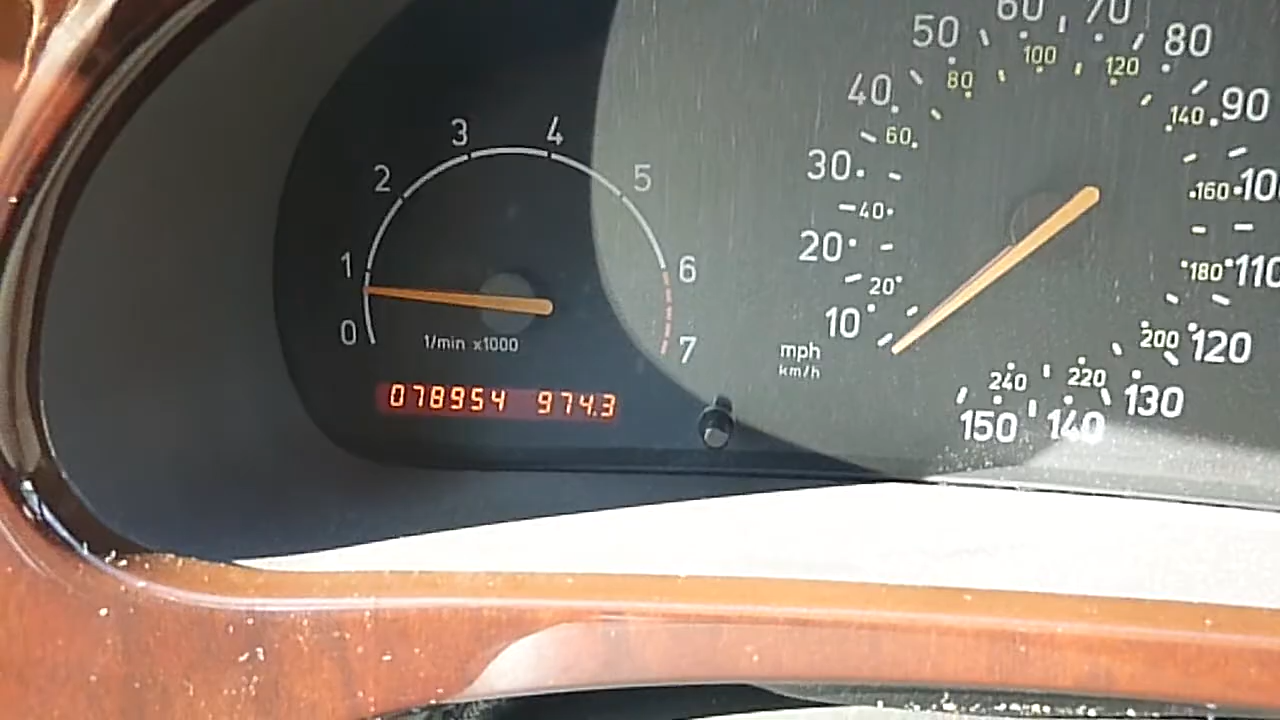 0 1 2 3 4 5 6 7
1/min x1000
078954 974.3
10 20 30 40 50 60 70 80 90 100 110 120 130 140 150
20 40 60 80 100 120 140 160 180 200 220 240
mph
km/h